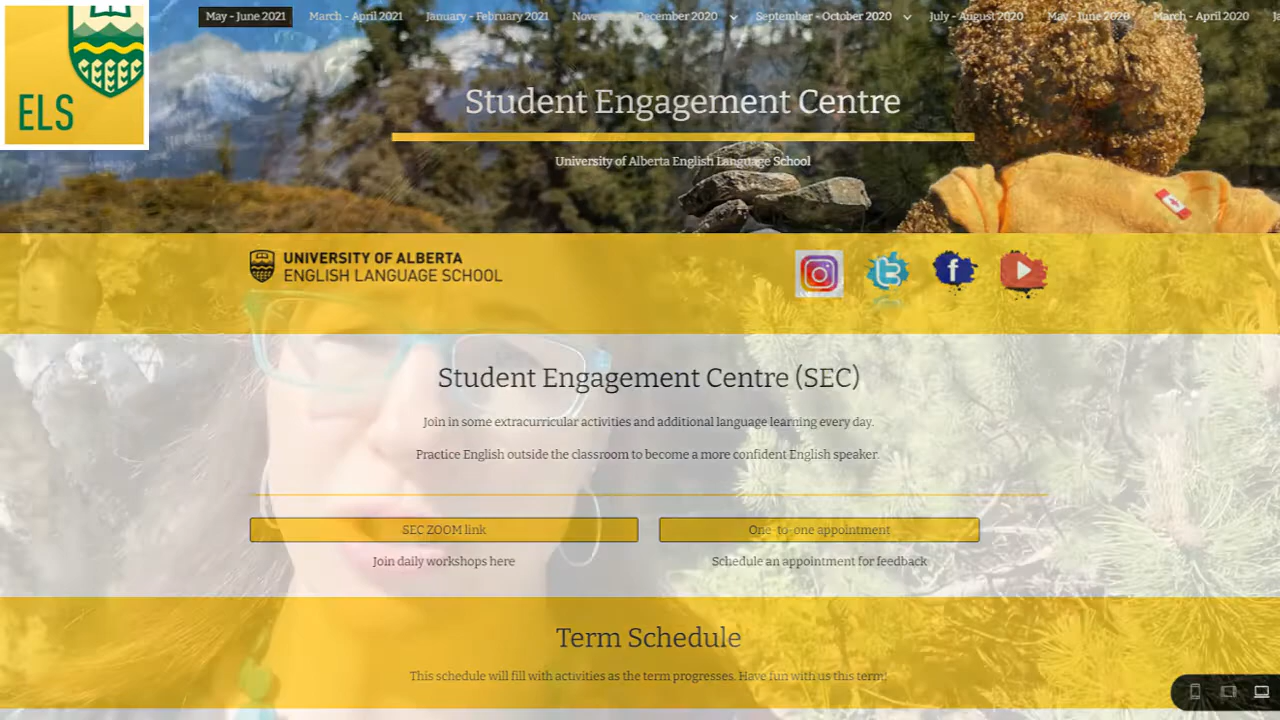 May - June 2021
March - April 2021
January - February 2021
November - December 2020
September - October 2020
July - August 2020
May - June 2020
March - April 2020
ELS
Student Engagement Centre
University of Alberta English Language School
UNIVERSITY OF ALBERTA
ENGLISH LANGUAGE SCHOOL
Student Engagement Centre (SEC)
Join in some extracurricular activities and additional language learning every day.
Practice English outside the classroom to become a more confident English speaker.
SEC ZOOM link
One-to-one appointment
Join daily workshops here
Schedule an appointment for feedback
Term Schedule
This schedule will fill with activities as the term progresses. Have fun with us this term!